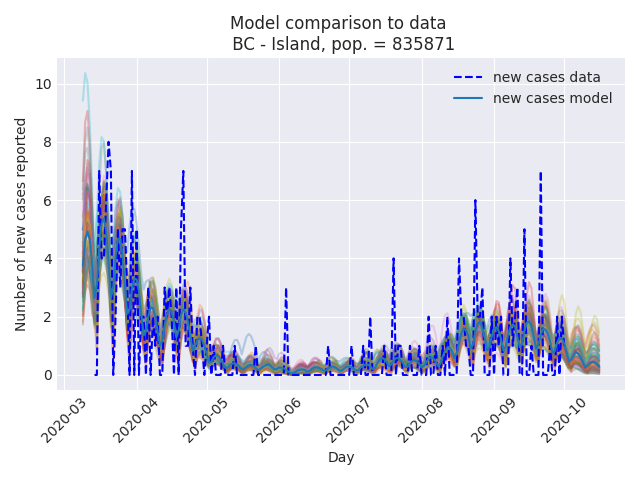 Model comparison to data
BC - Island, pop. = 835871
new cases data
new cases model
Number of new cases reported
10
8
6
4
2
0
2020-03
2020-04
2020-05
2020-06
2020-07
2020-08
2020-09
2020-10
Day